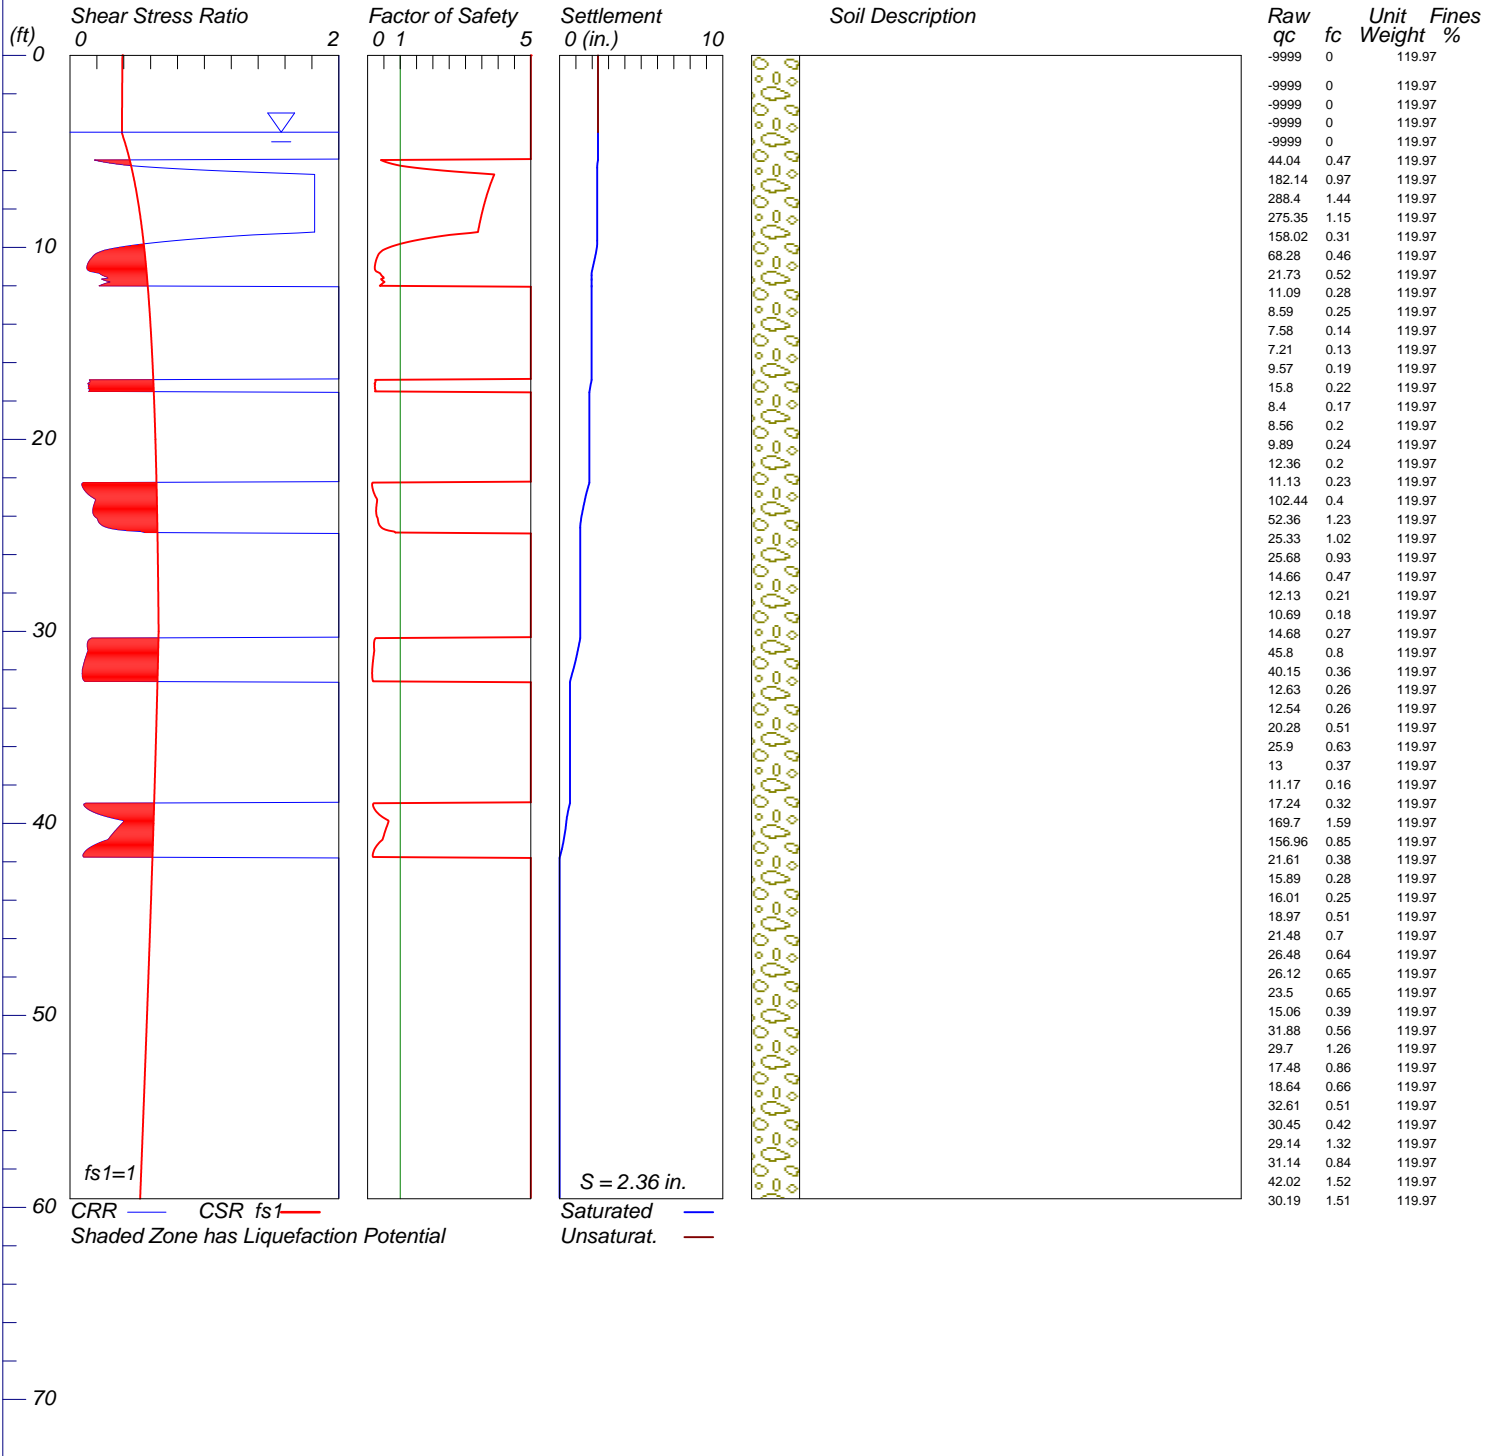 Shear Stress Ratio Factor of Safety Settlement Soil Description Raw Unit Fines
(ft) 0 2 0 1 5 0 (in.) 10 qc fc Weight %
0 -9999 0 119.97
-9999 0 119.97
-9999 0 119.97
-9999 0 119.97
-9999 0 119.97
44.04 0.47 119.97
182.14 0.97 119.97
288.4 1.44 119.97
275.35 1.15 119.97
158.02 0.31 119.97
10 68.28 0.46 119.97
21.73 0.52 119.97
11.09 0.28 119.97
8.59 0.25 119.97
7.58 0.14 119.97
7.21 0.13 119.97
9.57 0.19 119.97
15.8 0.22 119.97
8.4 0.17 119.97
8.56 0.2 119.97
20 9.89 0.24 119.97
12.36 0.2 119.97
11.13 0.23 119.97
102.44 0.4 119.97
52.36 1.23 119.97
25.33 1.02 119.97
25.68 0.93 119.97
14.66 0.47 119.97
12.13 0.21 119.97
10.69 0.18 119.97
30 14.68 0.27 119.97
45.8 0.8 119.97
40.15 0.36 119.97
12.63 0.26 119.97
12.54 0.26 119.97
20.28 0.51 119.97
25.9 0.63 119.97
13 0.37 119.97
11.17 0.16 119.97
17.24 0.32 119.97
40 169.7 1.59 119.97
156.96 0.85 119.97
21.61 0.38 119.97
15.89 0.28 119.97
16.01 0.25 119.97
18.97 0.51 119.97
21.48 0.7 119.97
26.48 0.64 119.97
26.12 0.65 119.97
23.5 0.65 119.97
50 15.06 0.39 119.97
31.88 0.56 119.97
29.7 1.26 119.97
17.48 0.86 119.97
18.64 0.66 119.97
32.61 0.51 119.97
30.45 0.42 119.97
29.14 1.32 119.97
31.14 0.84 119.97
fs1=1 S = 2.36 in. 42.02 1.52 119.97
60 30.19 1.51 119.97
CRR CSR fs1 Saturated
Shaded Zone has Liquefaction Potential Unsaturat.
70